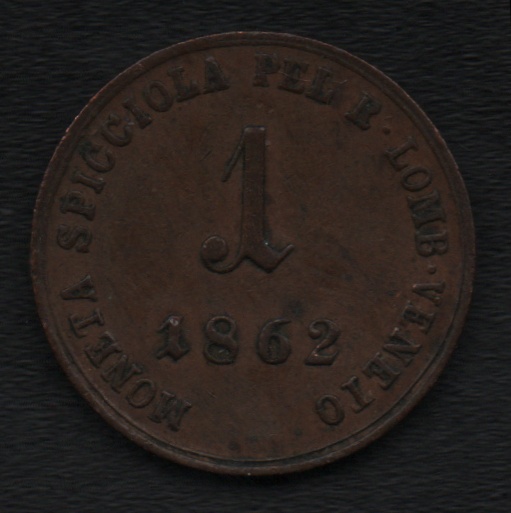 MONETA SPICCIOLA PEL R. LOMB. VENETO
1
1862